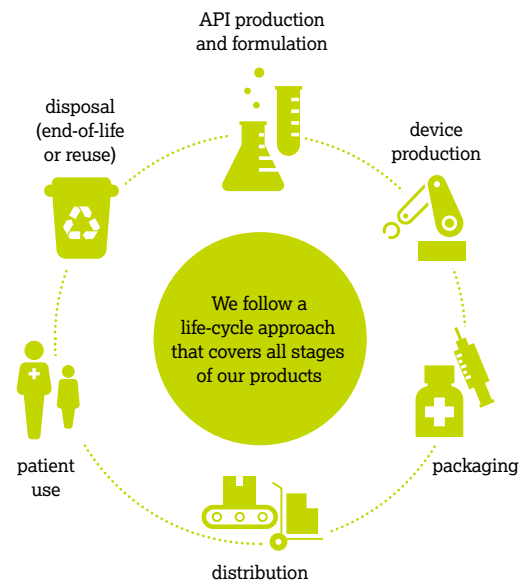 API production
and formulation
disposal
(end-of-life
or reuse)
device
production
We follow a
life-cycle approach
that covers all stages
of our products
patient
use
packaging
distribution